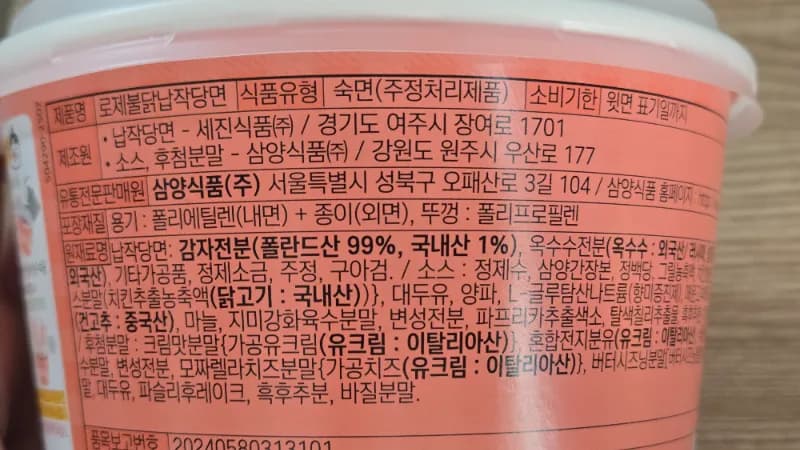 제품명 로제불닭납작당면 식품유형 숙면(주정처리제품) 소비기한 윗면 표기일까지
제조원 • 납작당면 - 세진식품㈜ / 경기도 여주시 장여로 1701
• 소스, 후첨분말 - 삼양식품㈜ / 강원도 원주시 우산로 177
유통전문판매원 삼양식품(주) 서울특별시 성북구 오패산로 3길 104 / 삼양식품 홈페이지
포장재질 용기 : 폴리에틸렌(내면) + 종이(외면), 뚜껑 : 폴리프로필렌
원재료명 납작당면: 감자전분(폴란드산 99%, 국내산 1%), 옥수수전분(옥수수 : 외국산
외국산), 기타가공품, 정제소금, 주정, 구아검. / 소스 : 정제수, 삼양간장본, 정백당,
스분말(치킨추출농축액(닭고기 : 국내산))}, 대두유, 양파, L-글루탐산나트륨(향미증진제),
(건고추 : 중국산), 마늘, 지미강화육수분말, 변성전분, 파프리카추출색소, 탈색칠리추출물,
/ 후첨분말 : 크림맛분말{가공유크림(유크림 : 이탈리아산)}, 혼합전지분유(유크림 : 이탈리아산
수분말, 변성전분, 모짜렐라치즈분말{가공치즈(유크림 : 이탈리아산)}, 버터시즈닝분말
말, 대두유, 파슬리후레이크, 흑후추분, 바질분말.
품목보고번호 20240580313101